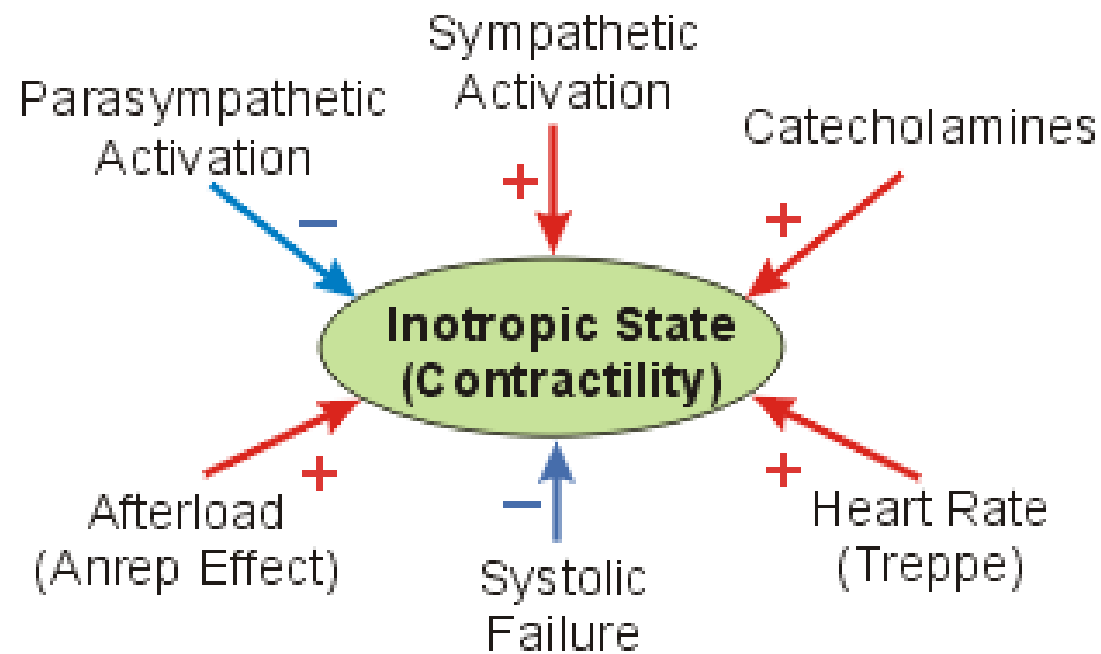 Sympathetic
Activation
Parasympathetic
Activation
Catecholamines
+
–
+
Inotropic State
(Contractility)
+
–
+
Afterload
(Anrep Effect)
Systolic
Failure
Heart Rate
(Treppe)